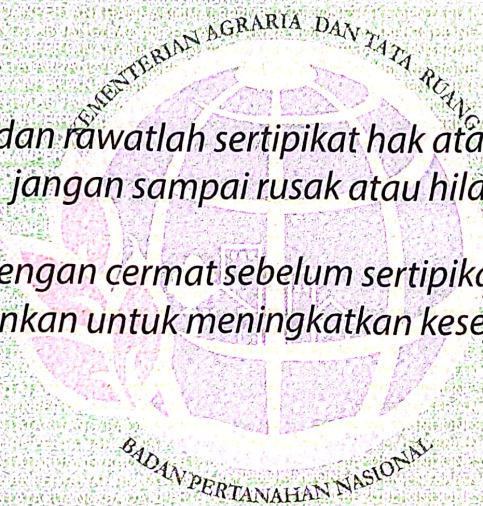 KEMENTERIAN AGRARIA DAN TATA RUANG
dan rawatlah sertipikat hak ata
jangan sampai rusak atau hila
engan cermat sebelum sertipika
nkan untuk meningkatkan kese
BADAN PERTANAHAN NASIONAL